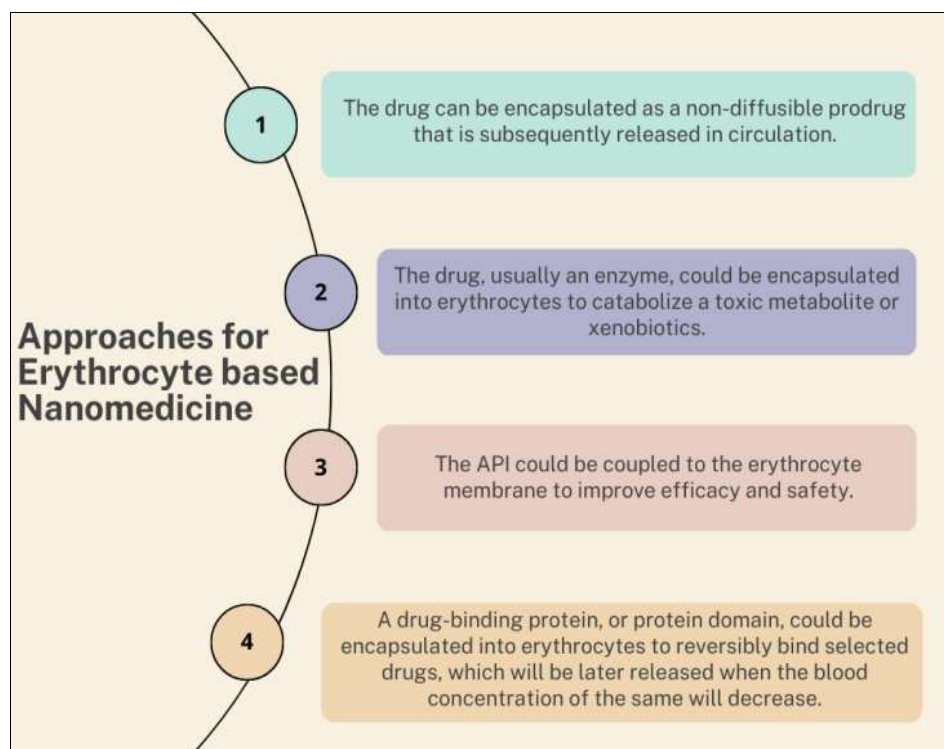 Approaches for
Erythrocyte based
Nanomedicine
1
The drug can be encapsulated as a non-diffusible prodrug
that is subsequently released in circulation.
2
The drug, usually an enzyme, could be encapsulated
into erythrocytes to catabolize a toxic metabolite or
xenobiotics.
3
The API could be coupled to the erythrocyte
membrane to improve efficacy and safety.
4
A drug-binding protein, or protein domain, could be
encapsulated into erythrocytes to reversibly bind selected
drugs, which will be later released when the blood
concentration of the same will decrease.